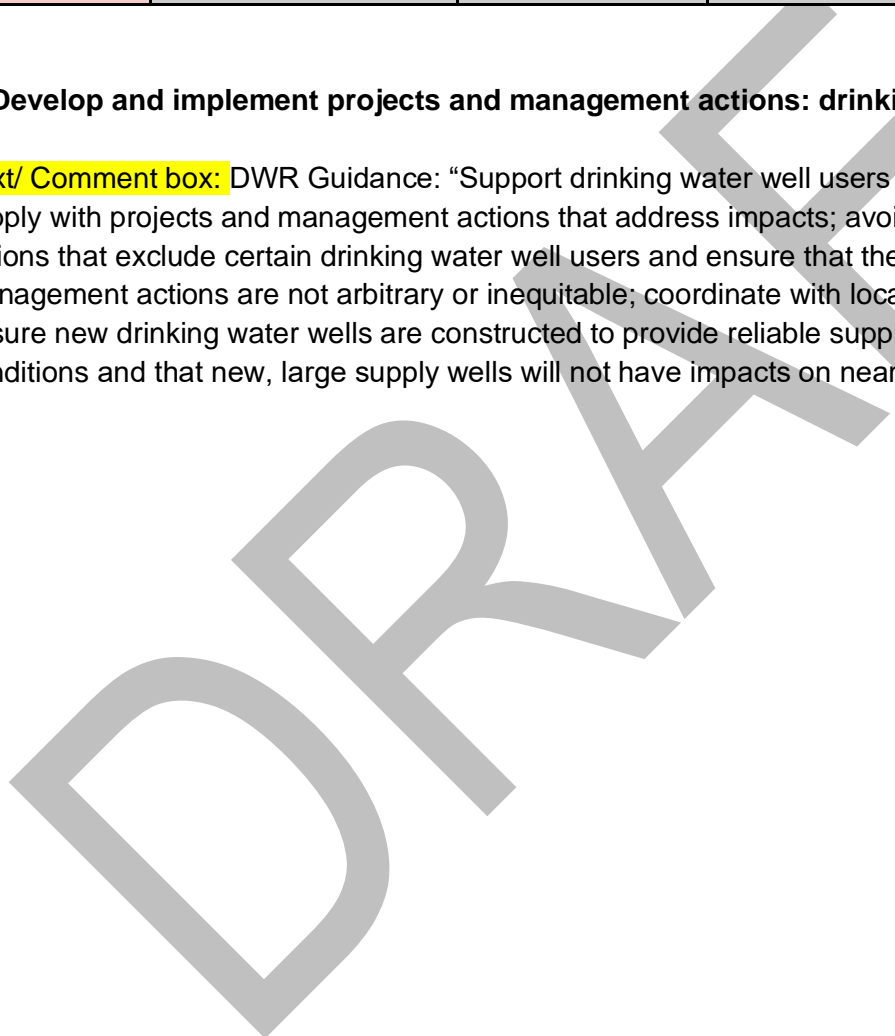 Develop and implement projects and management actions: drinki
xt/ Comment box: DWR Guidance: “Support drinking water well users
pply with projects and management actions that address impacts; avoi
ions that exclude certain drinking water well users and ensure that the
nagement actions are not arbitrary or inequitable; coordinate with loca
sure new drinking water wells are constructed to provide reliable supp
nditions and that new, large supply wells will not have impacts on near
DRAF